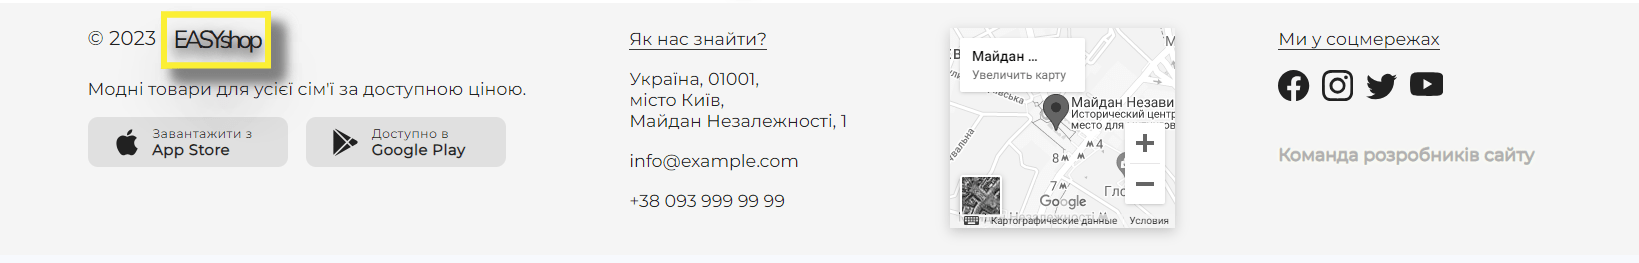 © 2023 EASYshop
Модні товари для усієї сім'ї за доступною ціною.
Завантажити з
App Store
Доступно в
Google Play
Як нас знайти?
Україна, 01001,
місто Київ,
Майдан Незалежності, 1
info@example.com
+38 093 999 99 99
Майдан ...
Увеличить карту
Майдан Незави
Исторический центр
место для
8 м
м 4
7 м
Гло
Google
Незалежності м
Картографические данные
Условия
Ми у соцмережах
Команда розробників сайту